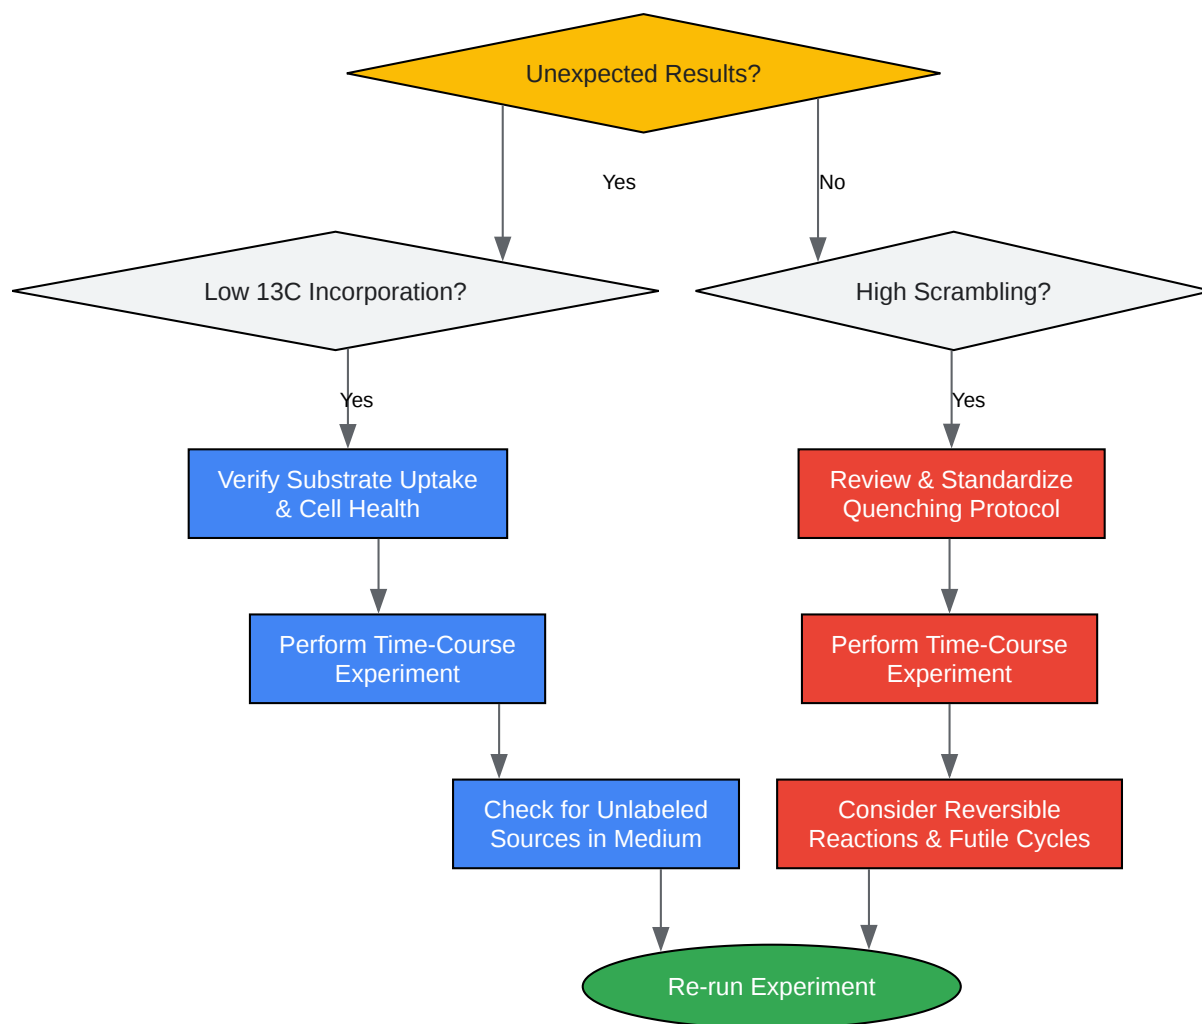 Unexpected Results?
Yes
No
Low 13C Incorporation?
High Scrambling?
Yes
Yes
Verify Substrate Uptake
& Cell Health
Review & Standardize
Quenching Protocol
Perform Time-Course
Experiment
Perform Time-Course
Experiment
Check for Unlabeled
Sources in Medium
Consider Reversible
Reactions & Futile Cycles
Re-run Experiment